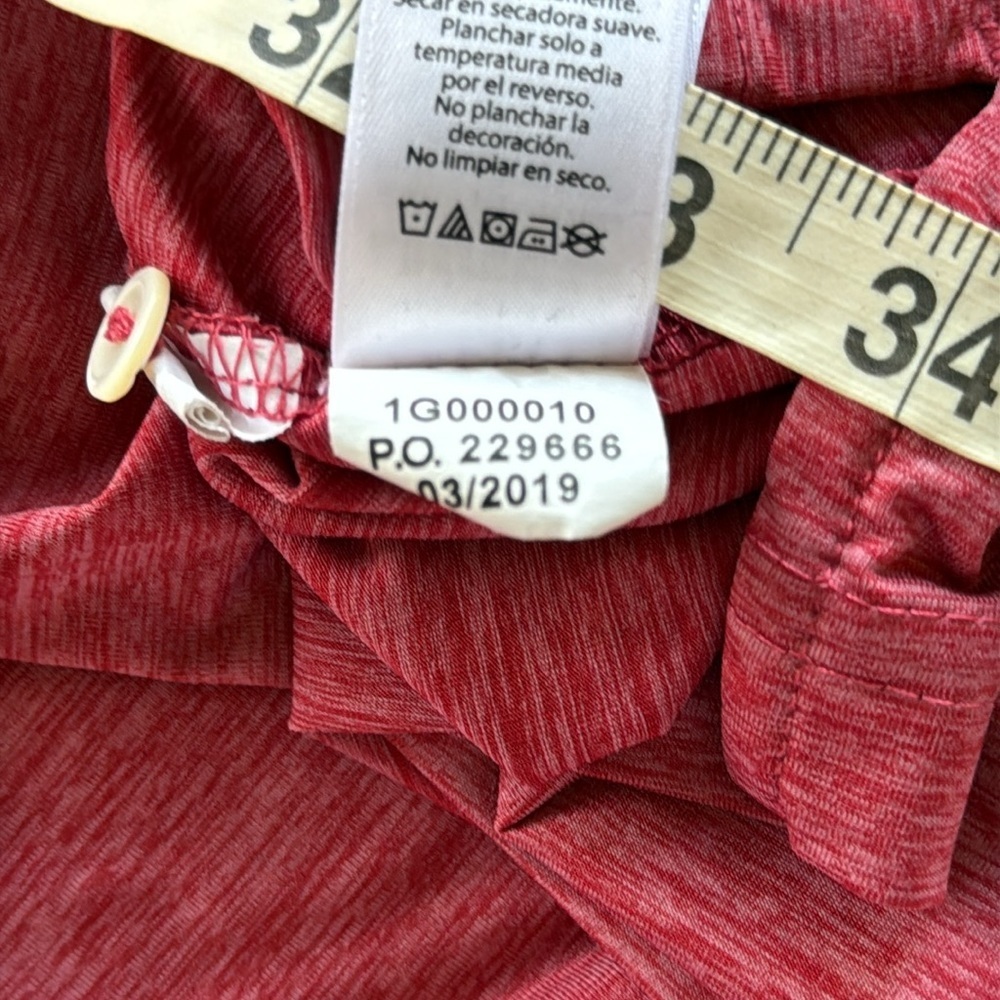 Secar en secadora suave.
Planchar solo a
temperatura media
por el reverso.
No planchar la
decoración.
No limpiar en seco.
1G000010
P.O. 229666
03/2019
32
3
34